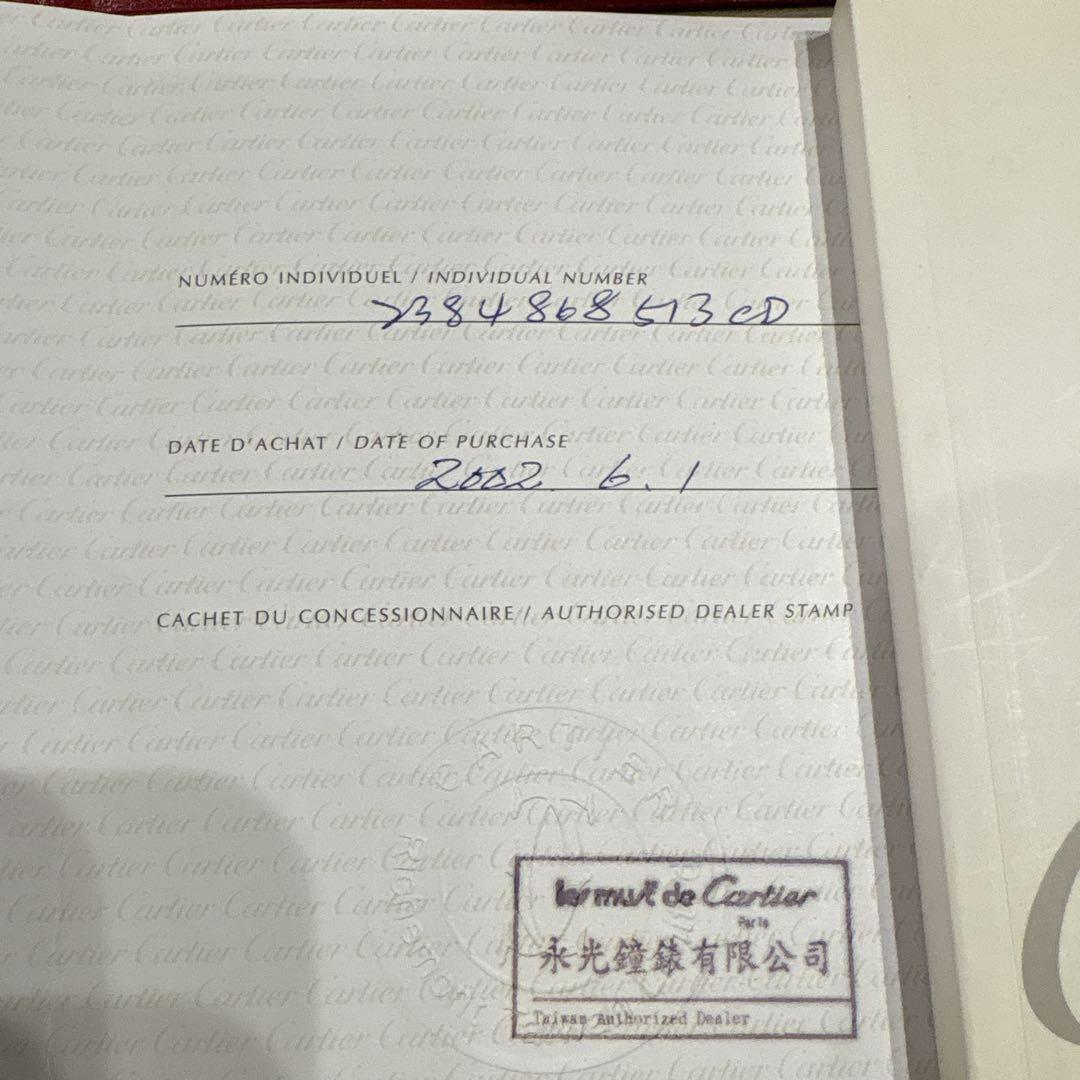 NUMÉRO INDIVIDUEL / INDIVIDUAL NUMBER
2384868513CD
DATE D'ACHAT / DATE OF PURCHASE
2002 6.1
CACHET DU CONCESSIONNAIRE / AUTHORISED DEALER STAMP
les must de Cartier
Paris
永光鐘錶有限公司
Taiwan Authorized Dealer